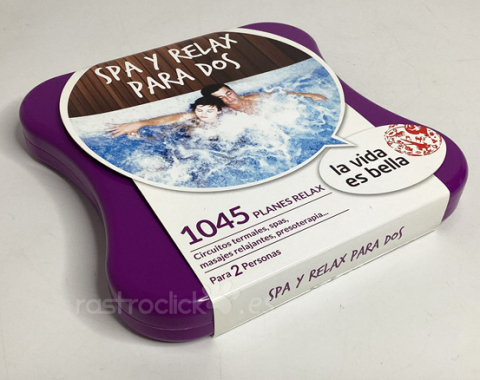 SPA Y RELAX
PARA DOS
la vida
es bella
1045 PLANES RELAX
Circuitos termales, spas,
masajes relajantes, presoterapia...
Para 2 Personas
SPA Y RELAX PARA DOS
rastroclick.es